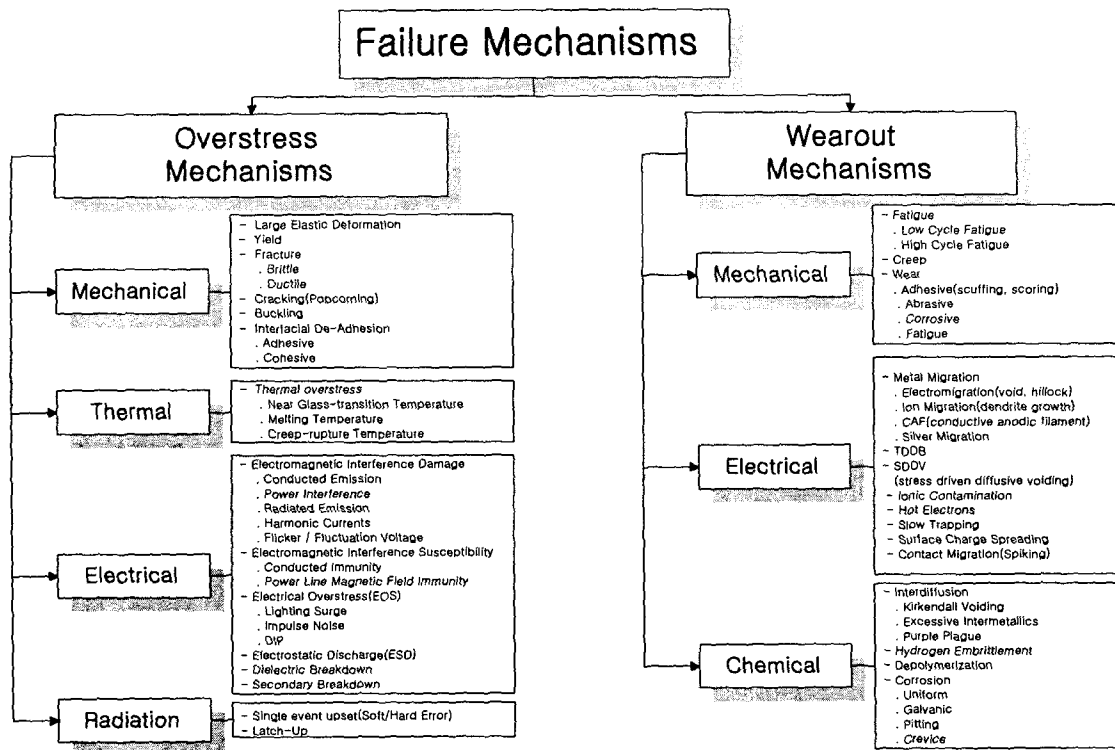 Failure Mechanisms
Overstress
Mechanisms
Mechanical
- Large Elastic Deformation
- Yield
- Fracture
. Brittle
. Ductile
- Cracking(Popcorning)
- Buckling
- Interfacial De-Adhesion
. Adhesive
. Cohesive
Thermal
- Thermal overstress
. Near Glass-transition Temperature
. Melting Temperature
. Creep-rupture Temperature
Electrical
- Electromagnetic Interference Damage
. Conducted Emission
. Power Interference
. Radiated Emission
. Harmonic Currents
. Flicker / Fluctuation Voltage
- Electromagnetic Interference Susceptibility
. Conducted Immunity
. Power Line Magnetic Field Immunity
- Electrical Overstress(EOS)
. Lighting Surge
. Impulse Noise
. DIP
- Electrostatic Discharge(ESD)
- Dielectric Breakdown
- Secondary Breakdown
Radiation
- Single event upset(Soft/Hard Error)
- Latch-Up
Wearout
Mechanisms
Mechanical
- Fatigue
. Low Cycle Fatigue
. High Cycle Fatigue
- Creep
- Wear
. Adhesive(scuffing, scoring)
. Abrasive
. Corrosive
. Fatigue
Electrical
- Metal Migration
. Electromigration(void, hillock)
. Ion Migration(dendrite growth)
. CAF(conductive anodic filament)
. Silver Migration
- TDDB
- SDDV
(stress driven diffusive voiding)
- Ionic Contamination
- Hot Electrons
- Slow Trapping
- Surface Charge Spreading
- Contact Migration(Spiking)
Chemical
- Interdiffusion
. Kirkendall Voiding
. Excessive Intermetallics
. Purple Plague
- Hydrogen Embrittlement
- Depolymerization
- Corrosion
. Uniform
. Galvanic
. Pitting
. Crevice